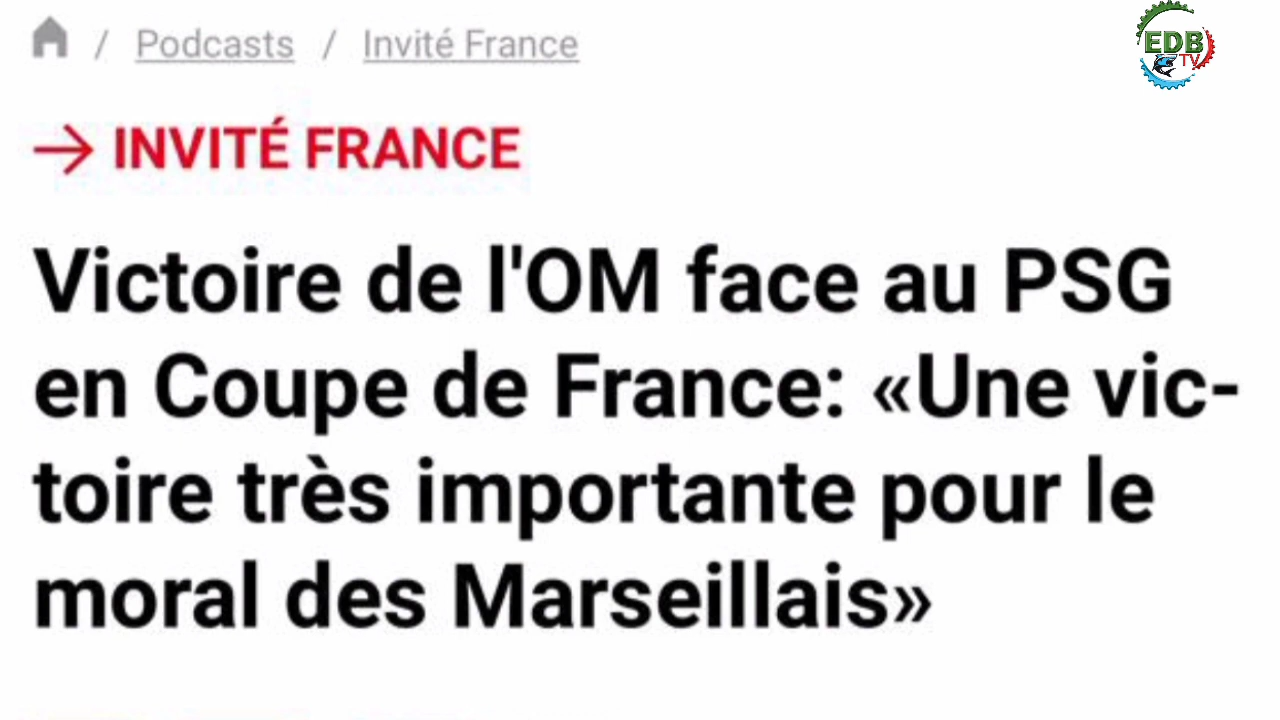 / Podcasts / Invité France
EDB
TV
→ INVITÉ FRANCE
Victoire de l'OM face au PSG
en Coupe de France: «Une vic-
toire très importante pour le
moral des Marseillais»